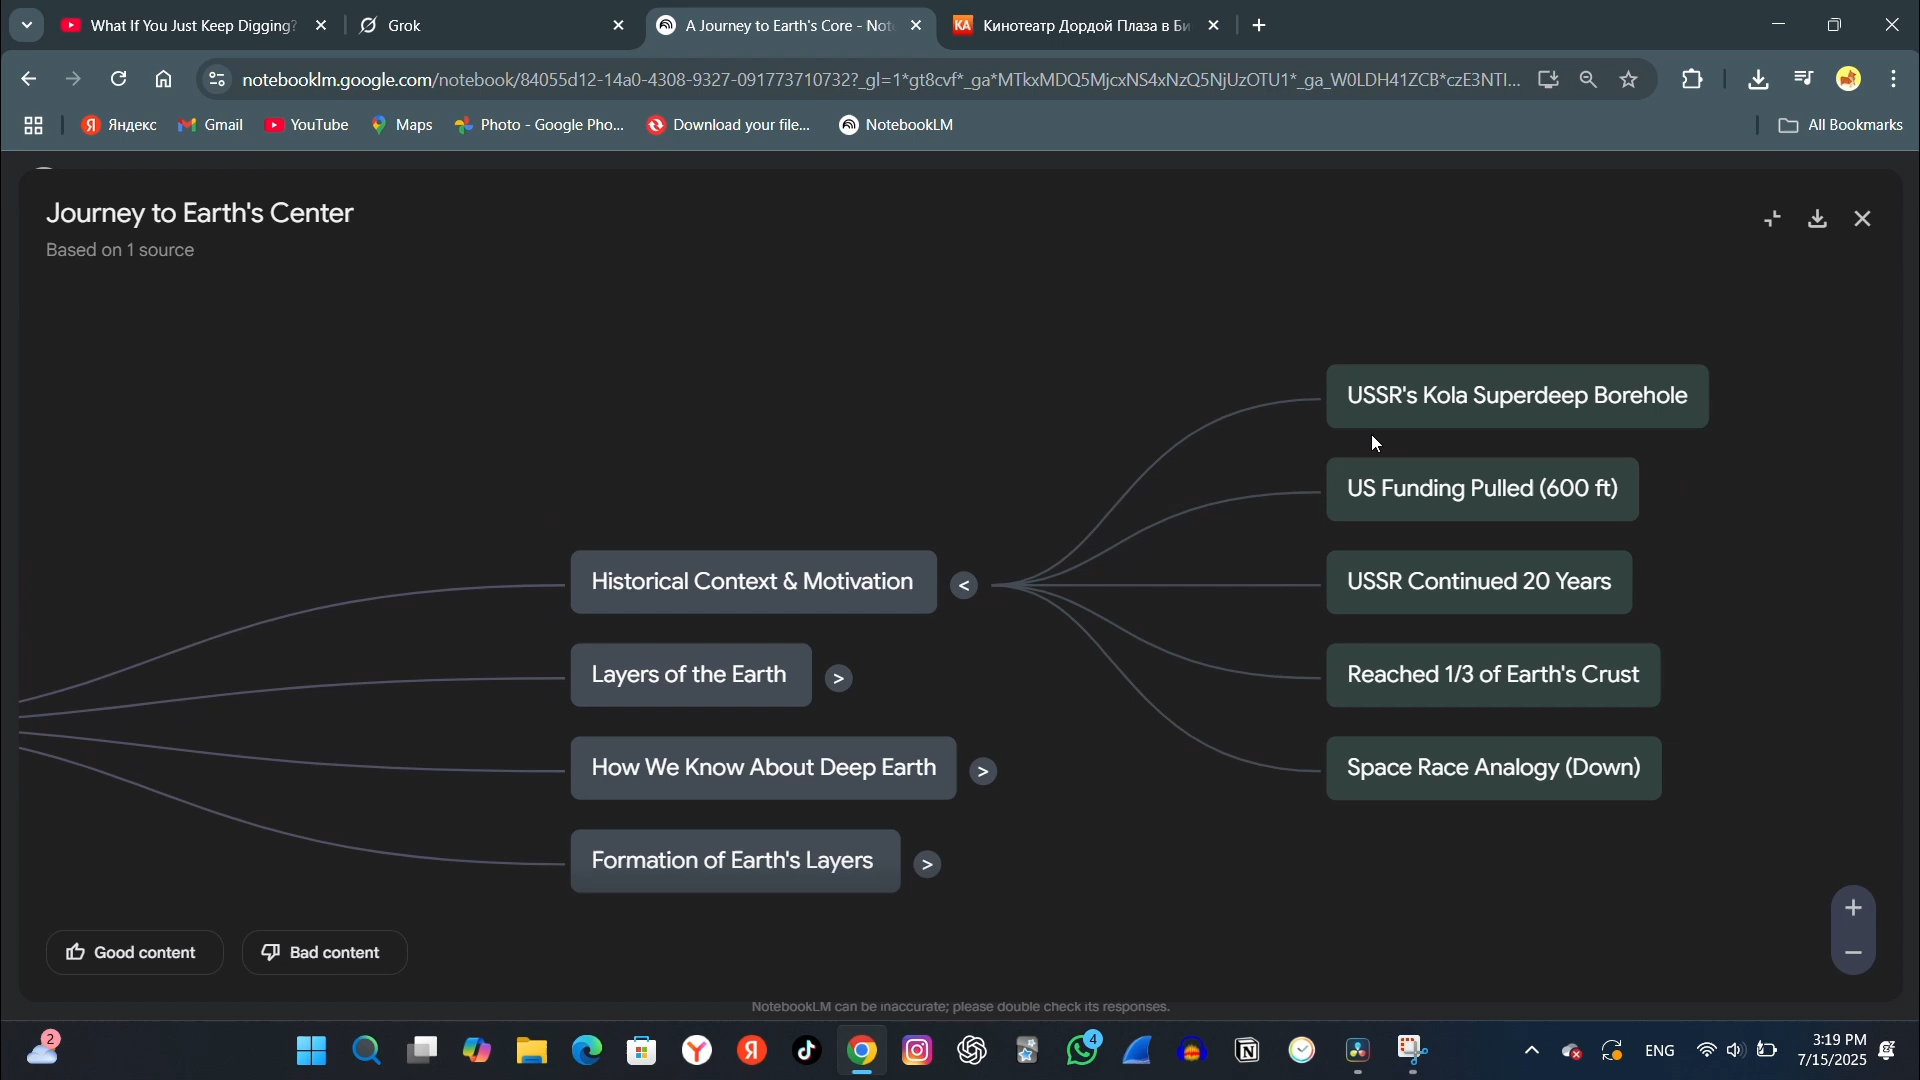 What If You Just Keep Digging?
Grok
A Journey to Earth's Core - Not
КА Кинотеатр Дордой Плаза в Би
notebooklm.google.com/notebook/84055d12-14a0-4308-9327-091773710732?_gl=1*gt8cvf*_ga*MTkxMDQ5MjcxNS4xNzQ5NjUzOTU1*_ga_W0LDH41ZCB*czE3NTI...
Яндекс
Gmail
YouTube
Maps
Photo - Google Pho...
Download your file...
NotebookLM
All Bookmarks
Journey to Earth's Center
Based on 1 source
USSR's Kola Superdeep Borehole
US Funding Pulled (600 ft)
Historical Context & Motivation <
USSR Continued 20 Years
Layers of the Earth >
Reached 1/3 of Earth's Crust
How We Know About Deep Earth >
Space Race Analogy (Down)
Formation of Earth's Layers >
+
−
Good content
Bad content
NotebookLM can be inaccurate; please double check its responses.
2
4
ENG
3:19 PM
7/15/2025